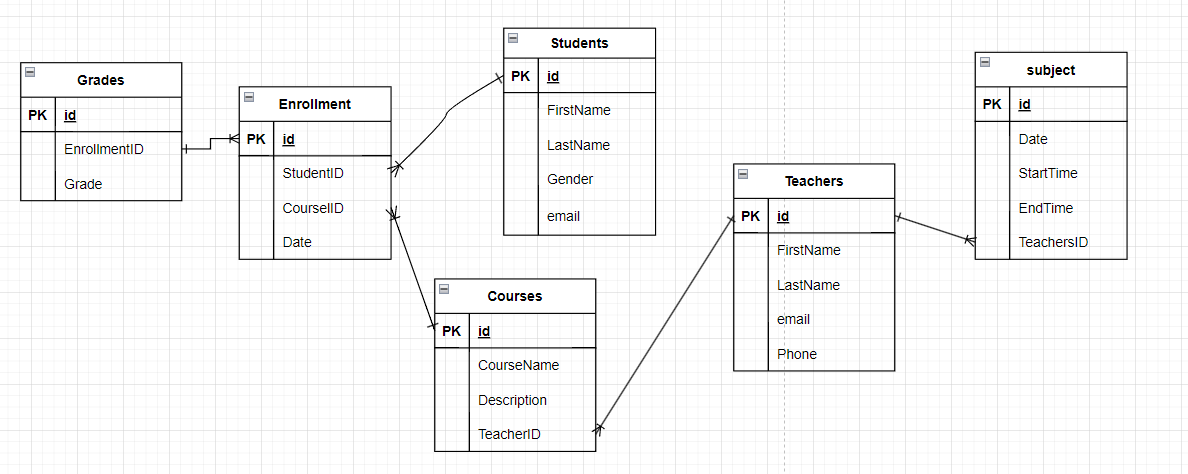 Grades
PK id
EnrollmentID
Grade
Enrollment
PK id
StudentID
CourseIID
Date
Students
PK id
FirstName
LastName
Gender
email
Courses
PK id
CourseName
Description
TeacherID
Teachers
PK id
FirstName
LastName
email
Phone
subject
PK id
Date
StartTime
EndTime
TeachersID